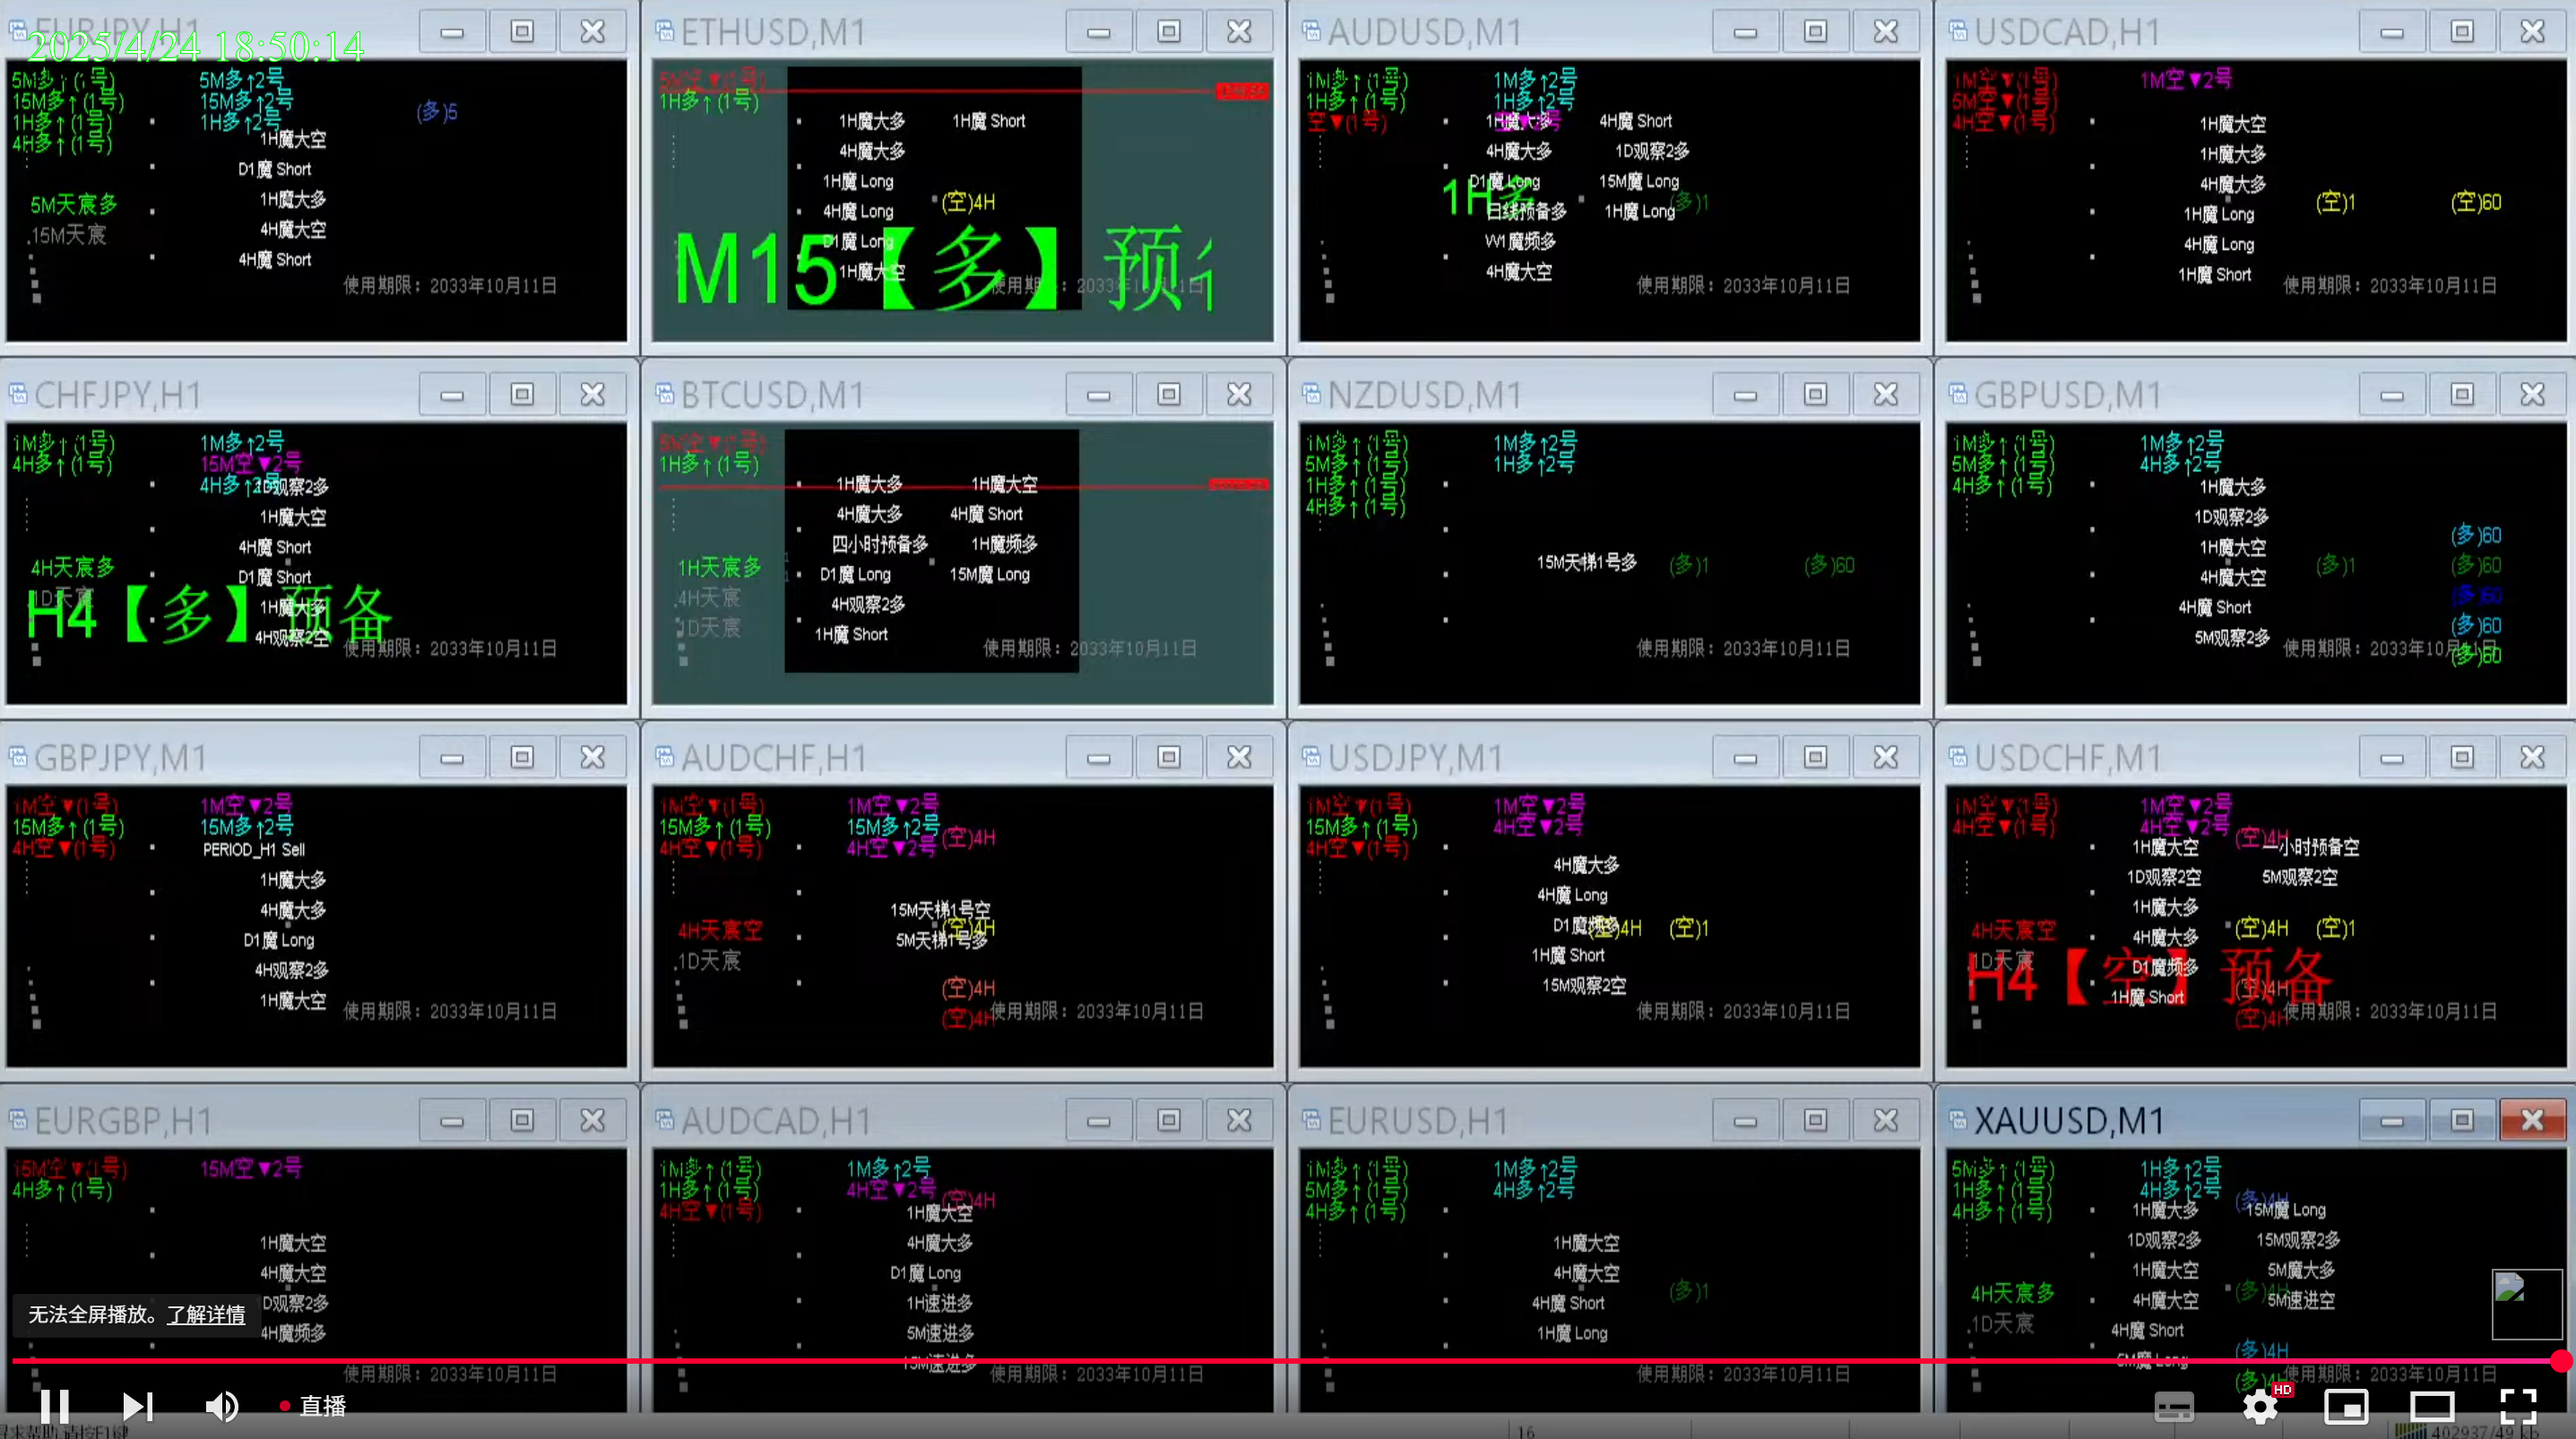 EURJPY,H1
2025/4/24 18:50:14
5M多↑(1号) 5M多↑2号
15M多↑(1号) 15M多↑2号 (多)5
1H多↑(1号) 1H多↑2号
4H多↑(1号) 1H魔大空
D1魔 Short
5M天宸多 1H魔大多
.15M天宸 4H魔大空
4H魔 Short
使用期限：2033年10月11日
ETHUSD,M1
5M空▼(1号)
1H多↑(1号)
1H魔大多 1H魔 Short
4H魔大多
1H魔 Long (空)4H
4H魔 Long
D1魔 Long
1H魔大空
M15【多】预
使用期限：2033年10月11日
AUDUSD,M1
1M多↑(1号) 1M多↑2号
1H多↑(1号) 1H多↑2号
空▼(1号) 1H魔大多 4H魔 Short
4H魔大多 1D观察2多
D1魔 Long 15M魔 Long
1H多 (多)1
日线预备多 1H魔 Long
W1魔频多
4H魔大空
使用期限：2033年10月11日
USDCAD,H1
1M空▼(1号) 1M空▼2号
5M空▼(1号)
4H空▼(1号) 1H魔大空
1H魔大多
4H魔大多 (空)1 (空)60
1H魔 Long
4H魔 Long
1H魔 Short
使用期限：2033年10月11日
CHFJPY,H1
1M多↑(1号) 1M多↑2号
4H多↑(1号) 15M空▼2号
4H多↑2号 1D观察2多
1H魔大空
4H魔 Short
4H天宸多 D1魔 Short
.1D天宸 1H魔大多
H4【多】预备
4H观察2空
使用期限：2033年10月11日
BTCUSD,M1
5M空▼(1号)
1H多↑(1号)
1H魔大多 1H魔大空
4H魔大多 4H魔 Short
四小时预备多 1H魔频多
1H天宸多 D1魔 Long 15M魔 Long
.4H天宸 4H观察2多
.1D天宸 1H魔 Short
使用期限：2033年10月11日
NZDUSD,M1
1M多↑(1号) 1M多↑2号
5M多↑(1号) 1H多↑2号
1H多↑(1号)
4H多↑(1号)
15M天梯1号多 (多)1 (多)60
使用期限：2033年10月11日
GBPUSD,M1
1M多↑(1号) 1M多↑2号
5M多↑(1号) 4H多↑2号
4H多↑(1号) 1H魔大多
1D观察2多
1H魔大空 (多)60
4H魔大空 (多)1 (多)60
(多)60
4H魔 Short (多)60
5M观察2多 (多)60
使用期限：2033年10月11日
GBPJPY,M1
1M空▼(1号) 1M空▼2号
15M多↑(1号) 15M多↑2号
4H空▼(1号) PERIOD_H1 Sell
1H魔大多
4H魔大多
D1魔 Long
4H观察2多
1H魔大空
使用期限：2033年10月11日
AUDCHF,H1
1M空▼(1号) 1M空▼2号
15M多↑(1号) 15M多↑2号 (空)4H
4H空▼(1号) 4H空▼2号
15M天梯1号空
4H天宸空 (空)4H
5M天梯1号多
.1D天宸
(空)4H
(空)4H
使用期限：2033年10月11日
USDJPY,M1
1M空▼(1号) 1M空▼2号
15M多↑(1号) 4H空▼2号
4H空▼(1号)
4H魔大多
4H魔 Long
D1魔频多 (空)4H (空)1
1H魔 Short
15M观察2空
使用期限：2033年10月11日
USDCHF,M1
1M空▼(1号) 1M空▼2号
4H空▼(1号) 4H空▼2号 (空)4H
1H魔大空 一小时预备空
1D观察2空 5M观察2空
1H魔大多
4H天宸空 4H魔大多 (空)4H (空)1
.1D天宸 D1魔频多
H4【空】预备
1H魔 Short (空)4H
(空)4H
使用期限：2033年10月11日
EURGBP,H1
15M空▼(1号) 15M空▼2号
4H多↑(1号)
1H魔大空
4H魔大空
D观察2多
4H魔频多
使用期限：2033年10月11日
AUDCAD,H1
1M多↑(1号) 1M多↑2号
1H多↑(1号) 4H空▼2号 (空)4H
4H空▼(1号) 1H魔大空
4H魔大多
D1魔 Long
1H速进多
5M速进多
15M速进多
使用期限：2033年10月11日
EURUSD,H1
1M多↑(1号) 1M多↑2号
5M多↑(1号) 4H多↑2号
4H多↑(1号)
1H魔大空
4H魔大空 (多)1
4H魔 Short
1H魔 Long
使用期限：2033年10月11日
XAUUSD,M1
5M多↑(1号) 1H多↑2号
1H多↑(1号) 4H多↑2号 (多)4H
4H多↑(1号) 1H魔大多 15M魔 Long
1D观察2多 15M观察2多
1H魔大空 5M魔大多
4H天宸多 4H魔大空 (多)4H 5M速进空
.1D天宸 4H魔 Short
5M魔 Long (多)4H
(多)4H
使用期限：2033年10月11日
无法全屏播放。了解详情
直播
HD
寻求帮助,请按F1键
16
402937/49 kb